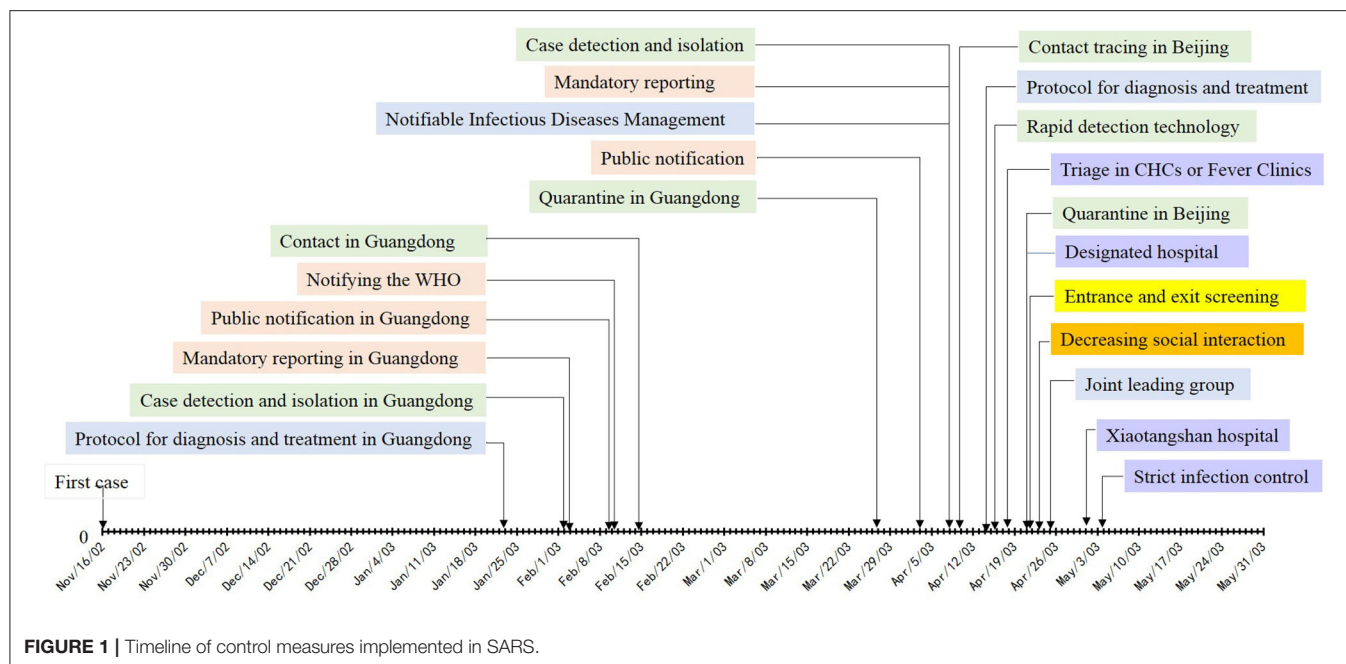 Case detection and isolation
Mandatory reporting
Notifiable Infectious Diseases Management
Public notification
Quarantine in Guangdong
Contact in Guangdong
Notifying the WHO
Public notification in Guangdong
Mandatory reporting in Guangdong
Case detection and isolation in Guangdong
Protocol for diagnosis and treatment in Guangdong
First case
Contact tracing in Beijing
Protocol for diagnosis and treatment
Rapid detection technology
Triage in CHCs or Fever Clinics
Quarantine in Beijing
Designated hospital
Entrance and exit screening
Decreasing social interaction
Joint leading group
Xiaotangshan hospital
Strict infection control
0
Nov/16/02
Nov/23/02
Nov/30/02
Dec/7/02
Dec/14/02
Dec/21/02
Dec/28/02
Jan/4/03
Jan/11/03
Jan/18/03
Jan/25/03
Feb/1/03
Feb/8/03
Feb/15/03
Feb/22/03
Mar/1/03
Mar/8/03
Mar/15/03
Mar/22/03
Mar/29/03
Apr/5/03
Apr/12/03
Apr/19/03
Apr/26/03
May/3/03
May/10/03
May/17/03
May/24/03
May/31/03
FIGURE 1 | Timeline of control measures implemented in SARS.